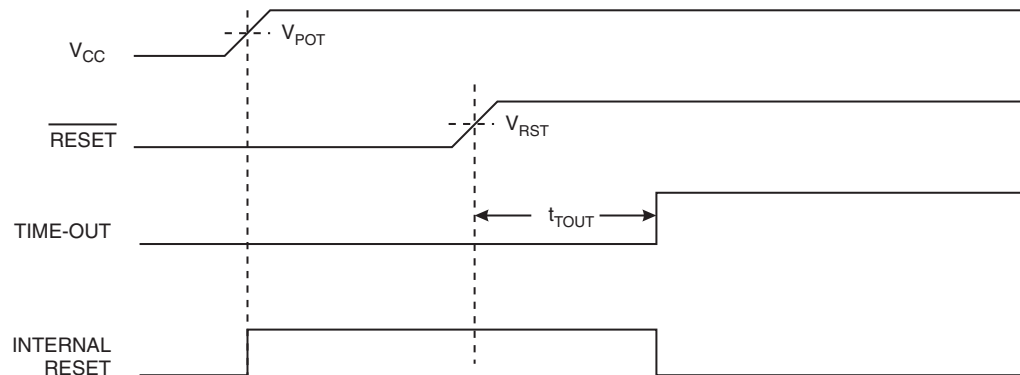 V_CC
V_POT
RESET
V_RST
t_TOUT
TIME-OUT
INTERNAL
RESET